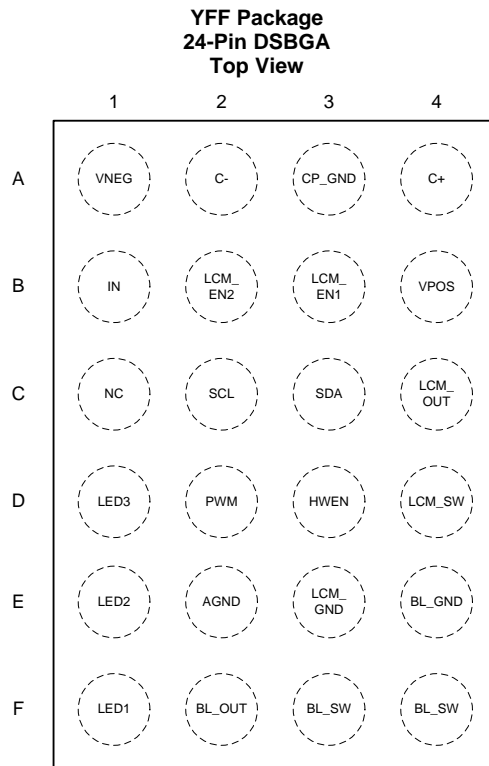 YFF Package
24-Pin DSBGA
Top View
1 2 3 4
A VNEG C- CP_GND C+
B IN LCM_ EN2 LCM_ EN1 VPOS
C NC SCL SDA LCM_ OUT
D LED3 PWM HWEN LCM_SW
E LED2 AGND LCM_ GND BL_GND
F LED1 BL_OUT BL_SW BL_SW